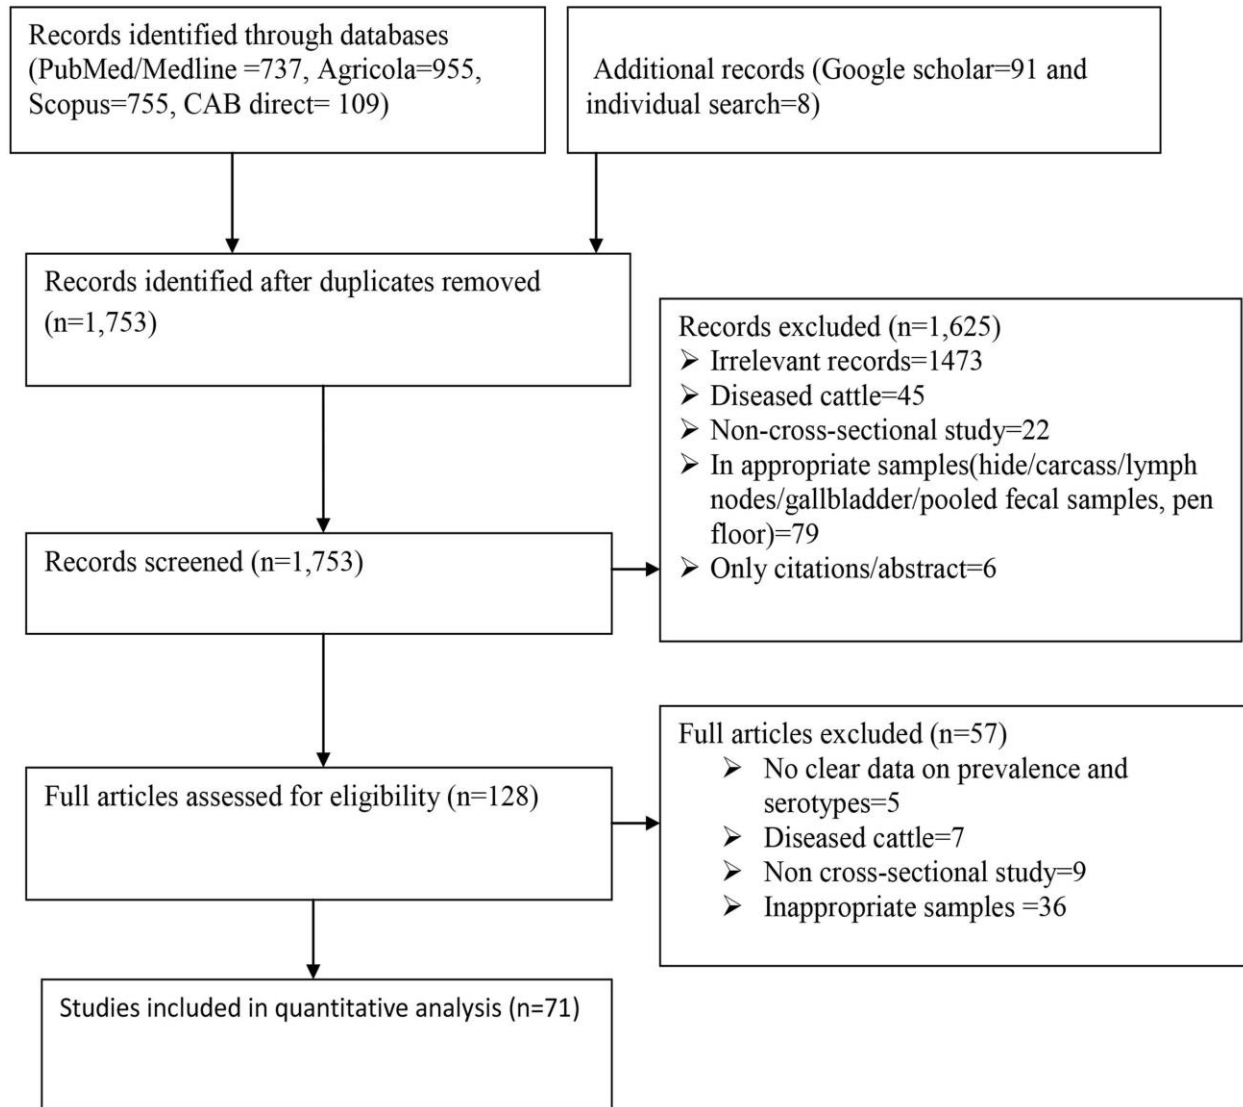 Records identified through databases
(PubMed/Medline =737, Agricola=955,
Scopus=755, CAB direct= 109)
Additional records (Google scholar=91 and
individual search=8)
Records identified after duplicates removed
(n=1,753)
Records excluded (n=1,625)
➢ Irrelevant records=1473
➢ Diseased cattle=45
➢ Non-cross-sectional study=22
➢ In appropriate samples(hide/carcass/lymph
nodes/gallbladder/pooled fecal samples, pen
floor)=79
➢ Only citations/abstract=6
Records screened (n=1,753)
Full articles excluded (n=57)
➢ No clear data on prevalence and
serotypes=5
➢ Diseased cattle=7
➢ Non cross-sectional study=9
➢ Inappropriate samples =36
Full articles assessed for eligibility (n=128)
Studies included in quantitative analysis (n=71)